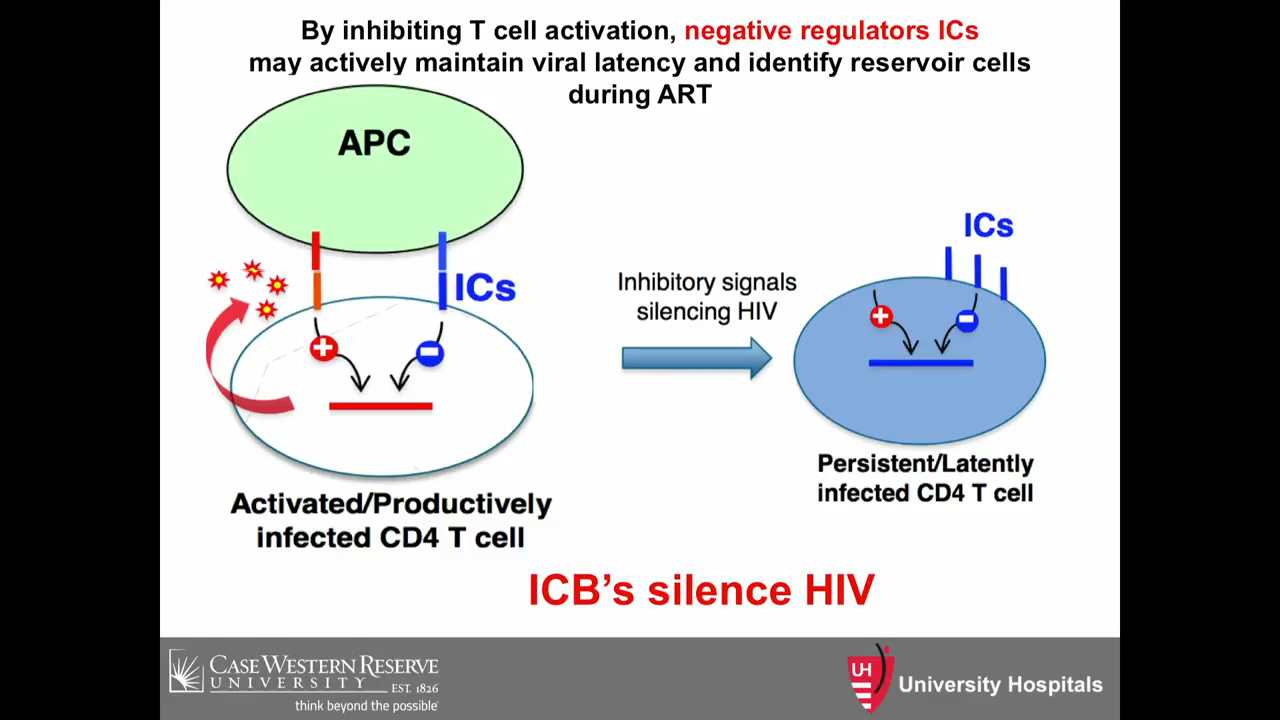 By inhibiting T cell activation, negative regulators ICs
may actively maintain viral latency and identify reservoir cells
during ART
APC
ICs
+
-
Activated/Productively
infected CD4 T cell
Inhibitory signals
silencing HIV
ICs
+
-
Persistent/Latently
infected CD4 T cell
ICB's silence HIV
CASE WESTERN RESERVE
UNIVERSITY EST. 1826
think beyond the possible
UH
University Hospitals